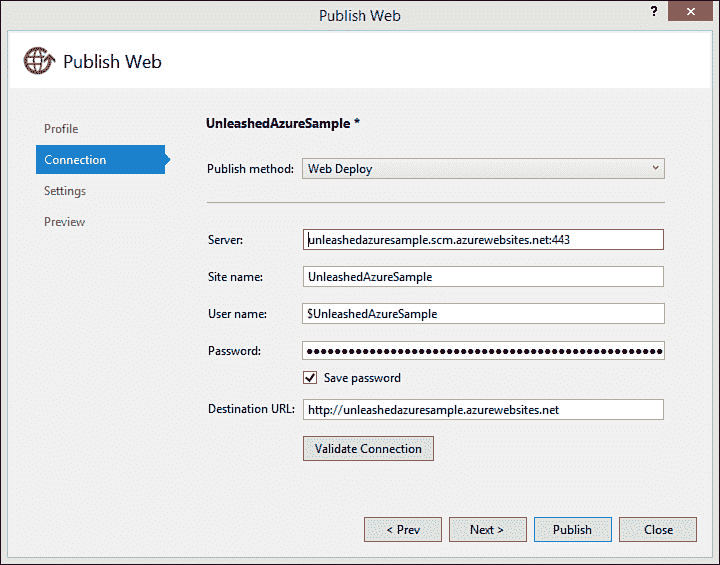 Publish Web
?
Publish Web
Profile
Connection
Settings
Preview
UnleashedAzureSample *
Publish method: Web Deploy
Server: unleashedazuresample.scm.azurewebsites.net:443
Site name: UnleashedAzureSample
User name: $UnleashedAzureSample
Password:
Save password
Destination URL: http://unleashedazuresample.azurewebsites.net
Validate Connection
< Prev Next > Publish Close